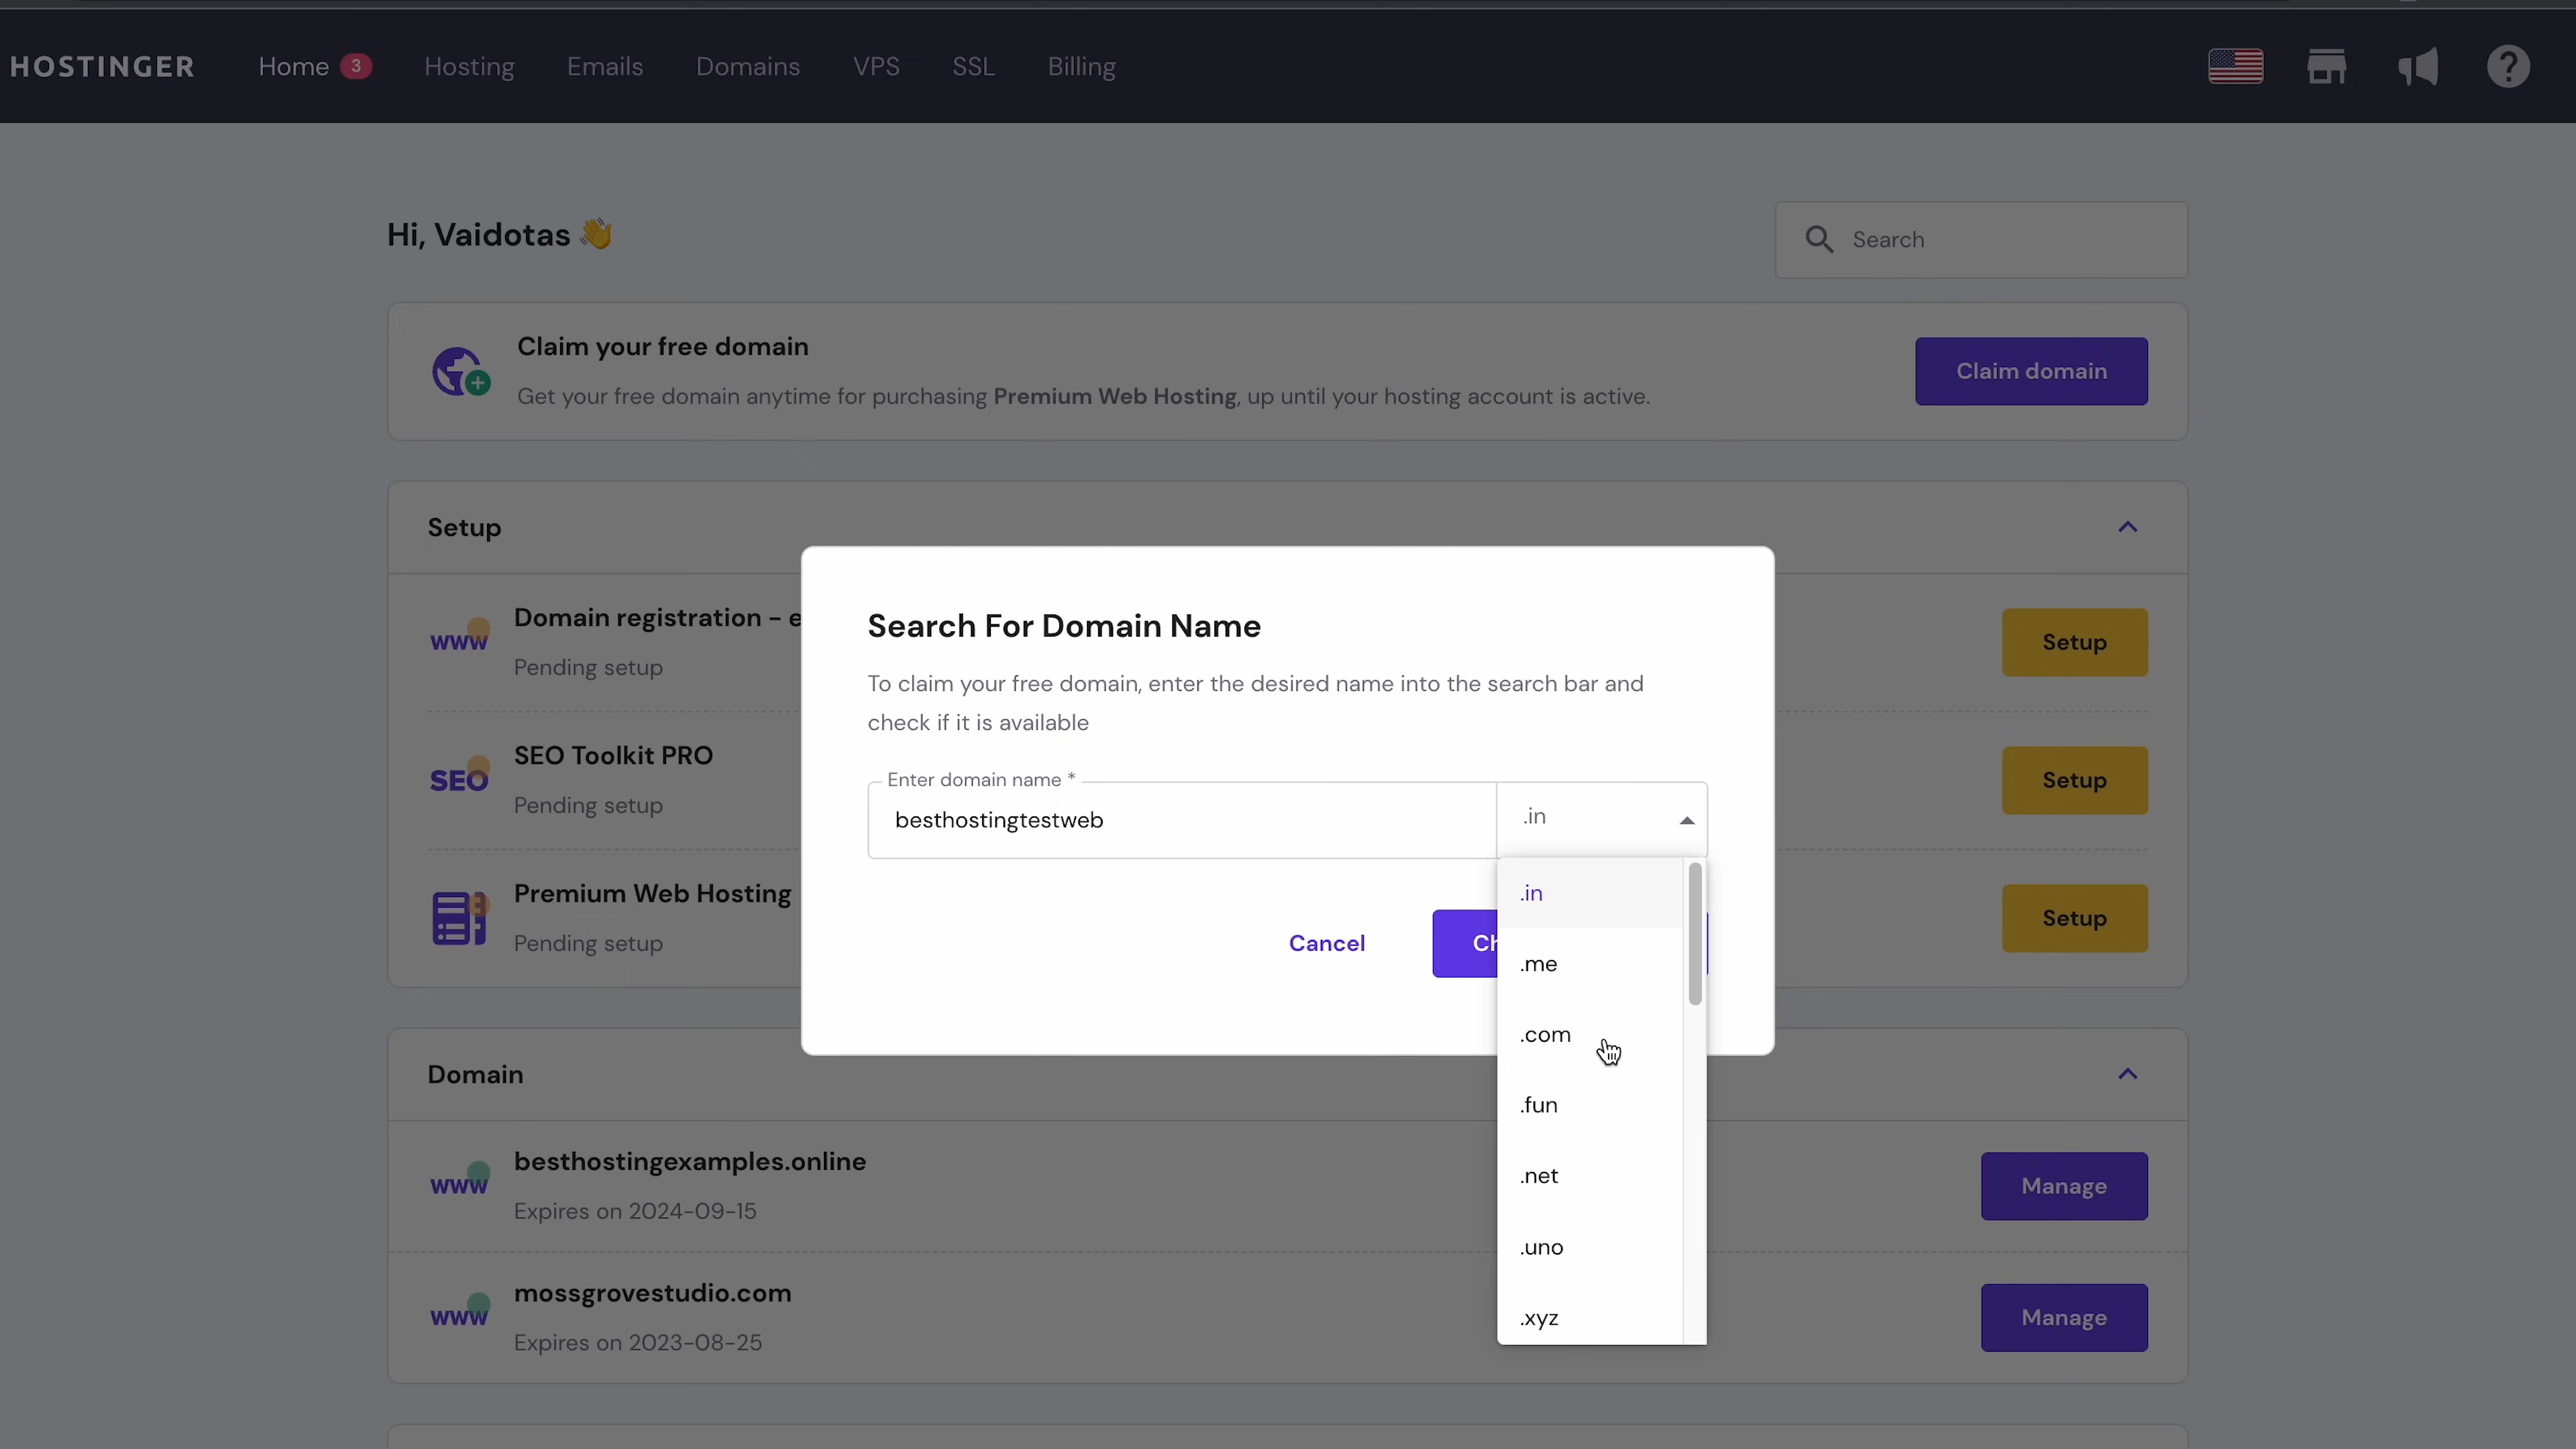 HOSTINGER
Home 3 Hosting Emails Domains VPS SSL Billing
Hi, Vaidotas 👋
Search
Claim your free domain
Get your free domain anytime for purchasing Premium Web Hosting, up until your hosting account is active.
Claim domain
Setup
Domain registration -
Pending setup
Setup
SEO
SEO Toolkit PRO
Pending setup
Setup
Premium Web Hosting
Pending setup
Setup
Search For Domain Name
To claim your free domain, enter the desired name into the search bar and
check if it is available
Enter domain name *
besthostingtestweb
.in
.in
.me
.com
.fun
.net
.uno
.xyz
Cancel
Domain
www
besthostingexamples.online
Expires on 2024-09-15
Manage
www
mossgrovestudio.com
Expires on 2023-08-25
Manage